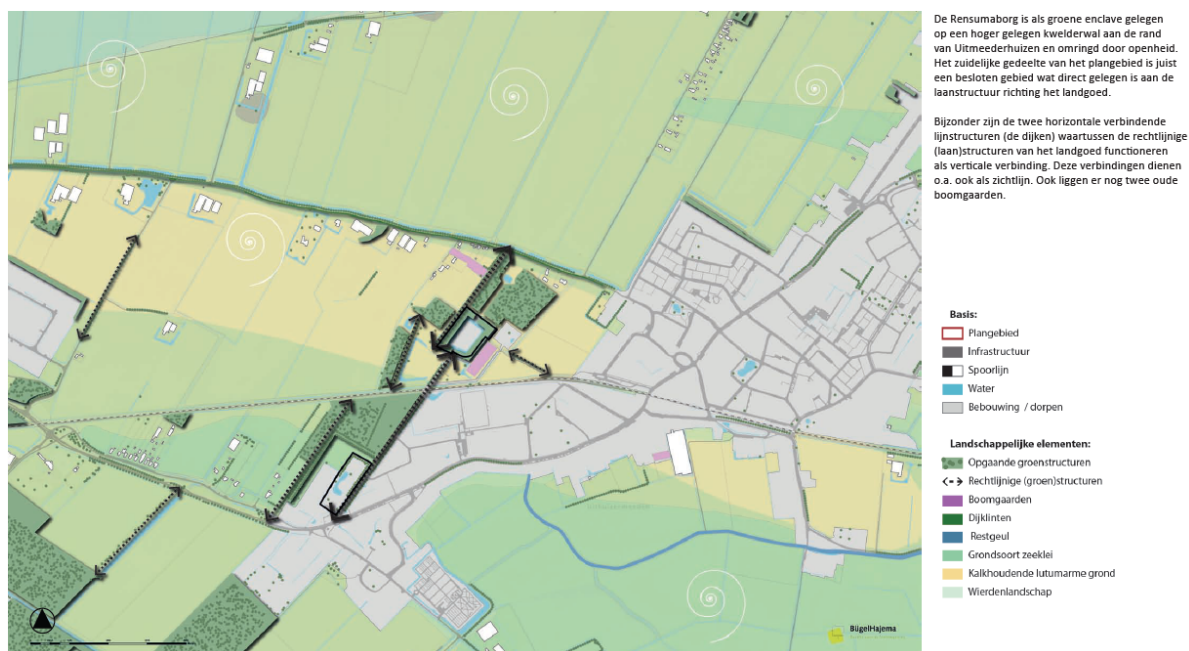 De Rensumaborg is als groene enclave gelegen
op een hoger gelegen kwelderwal aan de rand
van Uitmeederhuizen en omringd door openheid.
Het zuidelijke gedeelte van het plangebied is juist
een besloten gebied wat direct gelegen is aan de
laanstructuur richting het landgoed.
Bijzonder zijn de twee horizontale verbindende
lijnstructuren (de dijken) waartussen de rechtlijnige
(laan)structuren van het landgoed functioneren
als verticale verbinding. Deze verbindingen dienen
o.a. ook als zichtlijn. Ook liggen er nog twee oude
boomgaarden.
Basis:
Plangebied
Infrastructuur
Spoorlijn
Water
Bebouwing / dorpen
Landschappelijke elementen:
Opgaande groenstructuren
Rechtlijnige (groen)structuren
Boomgaarden
Dijklinten
Restgeul
Grondsoort zeeklei
Kalkhoudende lutumarme grond
Wierdenlandschap
BügelHajema